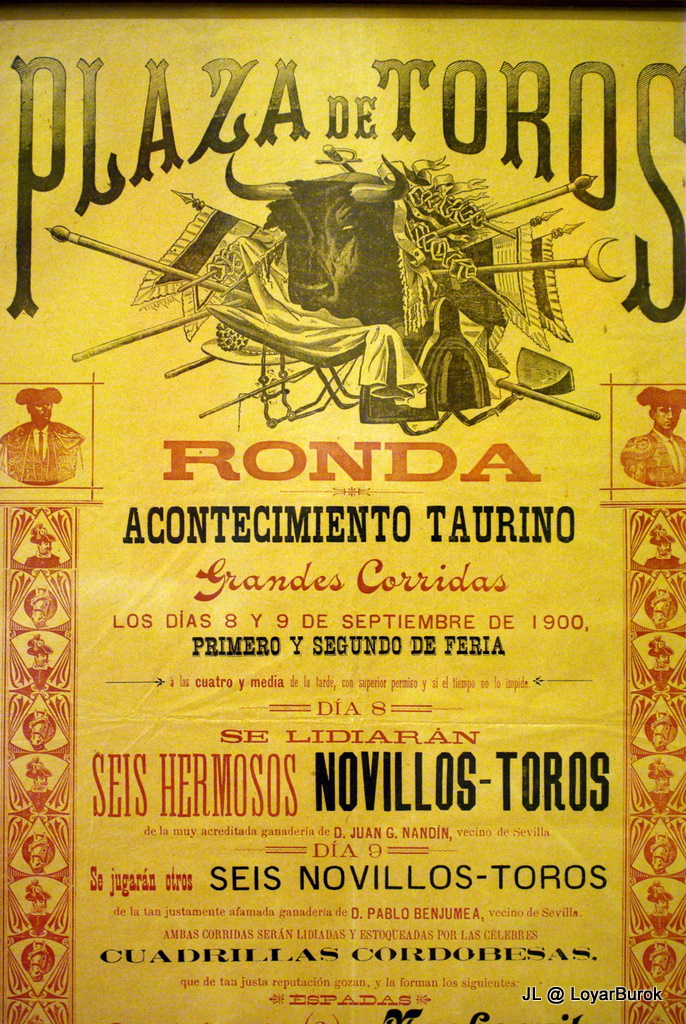 PLAZA DE TOROS
RONDA
ACONTECIMIENTO TAURINO
Grandes Corridas
LOS DÍAS 8 Y 9 DE SEPTIEMBRE DE 1900,
PRIMERO Y SEGUNDO DE FERIA
á las cuatro y media de la tarde, con superior permiso y si el tiempo no lo impide.
DÍA 8
SE LIDIARÁN
SEIS HERMOSOS NOVILLOS-TOROS
de la muy acreditada ganadería de D. JUAN G. NANDÍN, vecino de Sevilla
DÍA 9
Se jugarán otros SEIS NOVILLOS-TOROS
de la tan justamente afamada ganadería de D. PABLO BENJUMEA, vecino de Sevilla.
AMBAS CORRIDAS SERÁN LIDIADAS Y ESTOQUEADAS POR LAS CÉLEBRES
CUADRILLAS CORDOBESAS,
que de tan justa reputación gozan, y la forman los siguientes:
ESPADAS
JL @ LoyarBurok